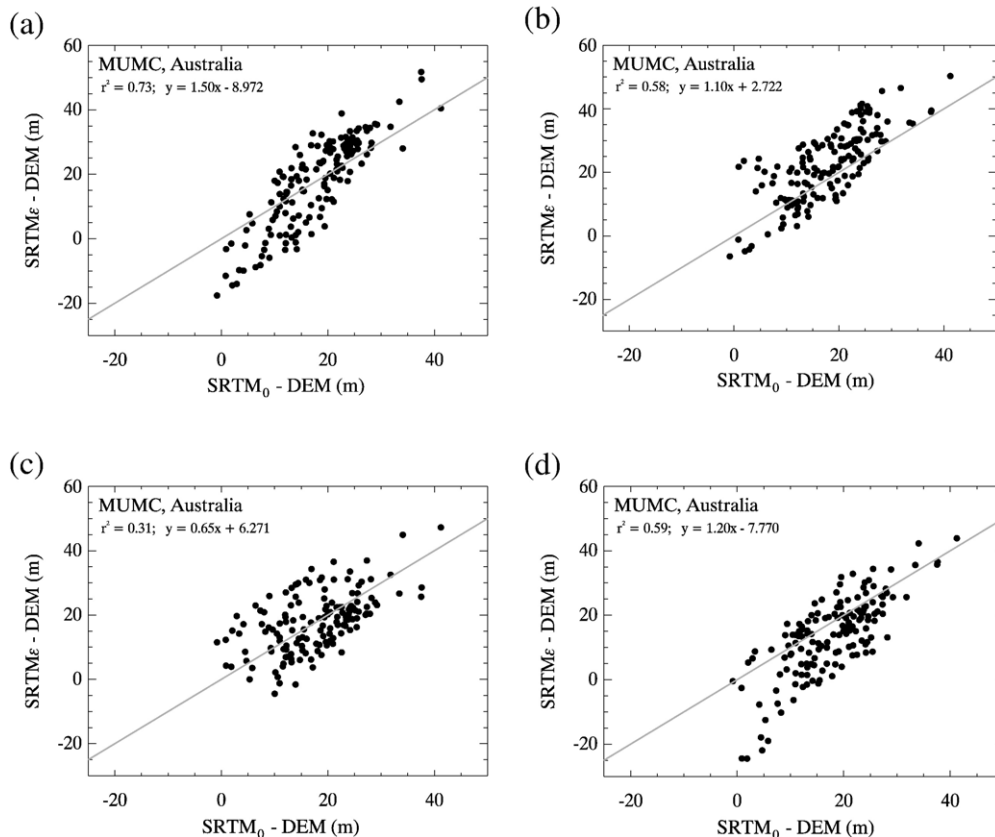 (a)
MUMC, Australia
r² = 0.73; y = 1.50x - 8.972
60
40
20
0
-20
SRTMε - DEM (m)
-20 0 20 40
SRTM₀ - DEM (m)
(b)
MUMC, Australia
r² = 0.58; y = 1.10x + 2.722
60
40
20
0
-20
SRTMε - DEM (m)
-20 0 20 40
SRTM₀ - DEM (m)
(c)
MUMC, Australia
r² = 0.31; y = 0.65x + 6.271
60
40
20
0
-20
SRTMε - DEM (m)
-20 0 20 40
SRTM₀ - DEM (m)
(d)
MUMC, Australia
r² = 0.59; y = 1.20x - 7.770
60
40
20
0
-20
SRTMε - DEM (m)
-20 0 20 40
SRTM₀ - DEM (m)